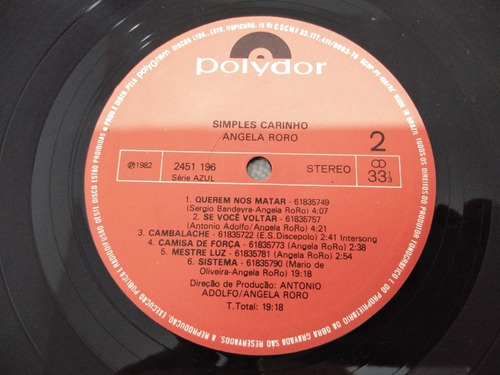 polydor
SIMPLES CARINHO
ANGELA RORO
2
℗1982
2451 196
Série AZUL
STEREO
33⅓
1. QUEREM NOS MATAR - 61835749
(Sergio Bandeyra-Angela RoRo) 4:07
2. SE VOCÊ VOLTAR - 61835757
(Antonio Adolfo/Angela RoRo) 4:21
3. CAMBALACHE - 61835722 (E.S. Discepolo) 2:41 Intersong
4. CAMISA DE FORÇA - 61835773 (Angela RoRo) 2:38
5. MESTRE LUZ - 61835781 (Angela RoRo) 5:54
6. SISTEMA - 61835790 (Mario de
Oliveira-Angela RoRo) 19:18
Direção de Produção: ANTONIO
ADOLFO/ANGELA RORO
T. Total: 19:18